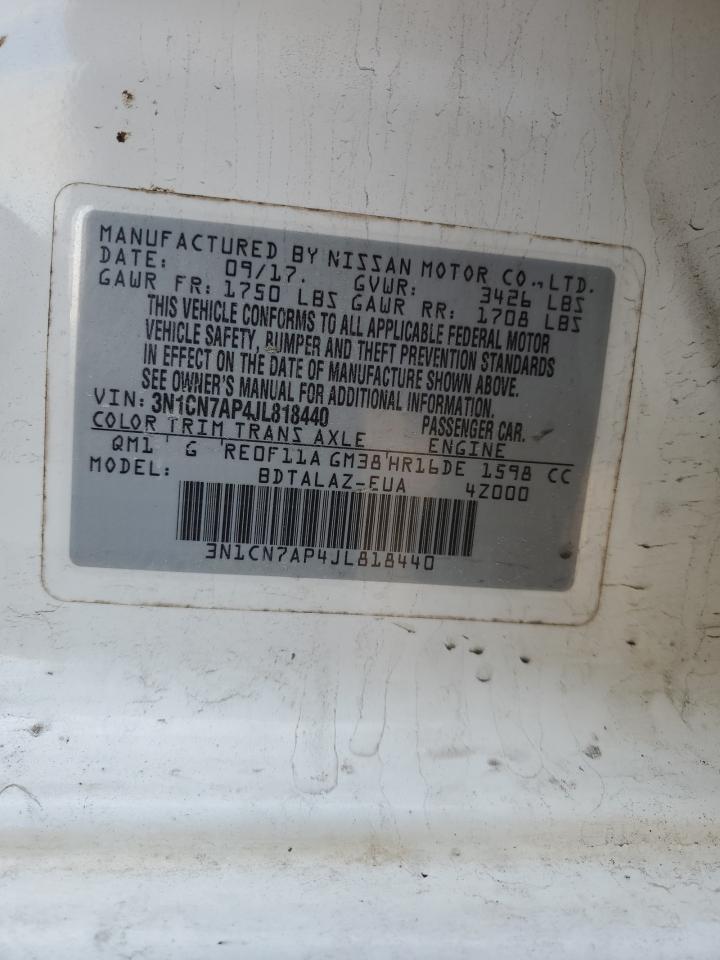 MANUFACTURED BY NISSAN MOTOR CO., LTD.
DATE: 09/17. GVWR: 3426 LBS
GAWR FR: 1750 LBS GAWR RR: 1708 LBS
THIS VEHICLE CONFORMS TO ALL APPLICABLE FEDERAL MOTOR
VEHICLE SAFETY, BUMPER AND THEFT PREVENTION STANDARDS
IN EFFECT ON THE DATE OF MANUFACTURE SHOWN ABOVE.
SEE OWNER'S MANUAL FOR ADDITIONAL INFORMATION.
VIN: 3N1CN7AP4JL818440 PASSENGER CAR.
COLOR TRIM TRANS AXLE ENGINE
QM1 G RE0F11A GM38 HR16DE 1598 CC
MODEL: BDTALAZ-EUA 4Z000
3N1CN7AP4JL818440